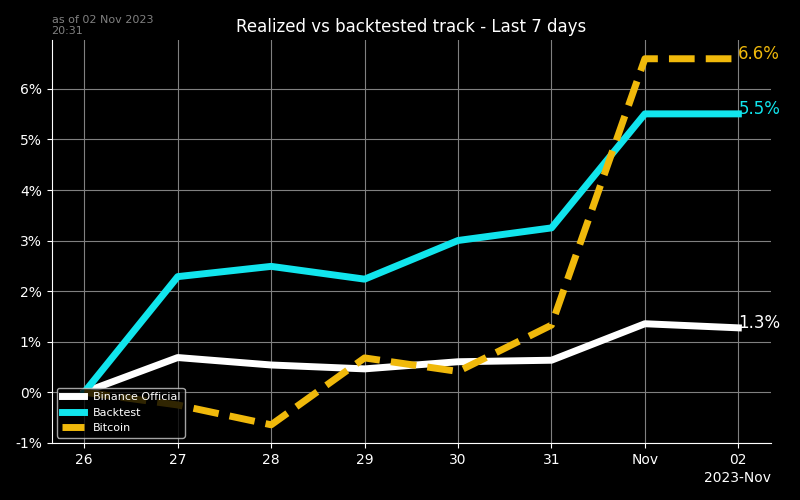 as of 02 Nov 2023
20:31
Realized vs backtested track - Last 7 days
6.6%
5.5%
1.3%
6%
5%
4%
3%
2%
1%
0%
-1%
Binance Official
Backtest
Bitcoin
26 27 28 29 30 31 Nov 02
2023-Nov